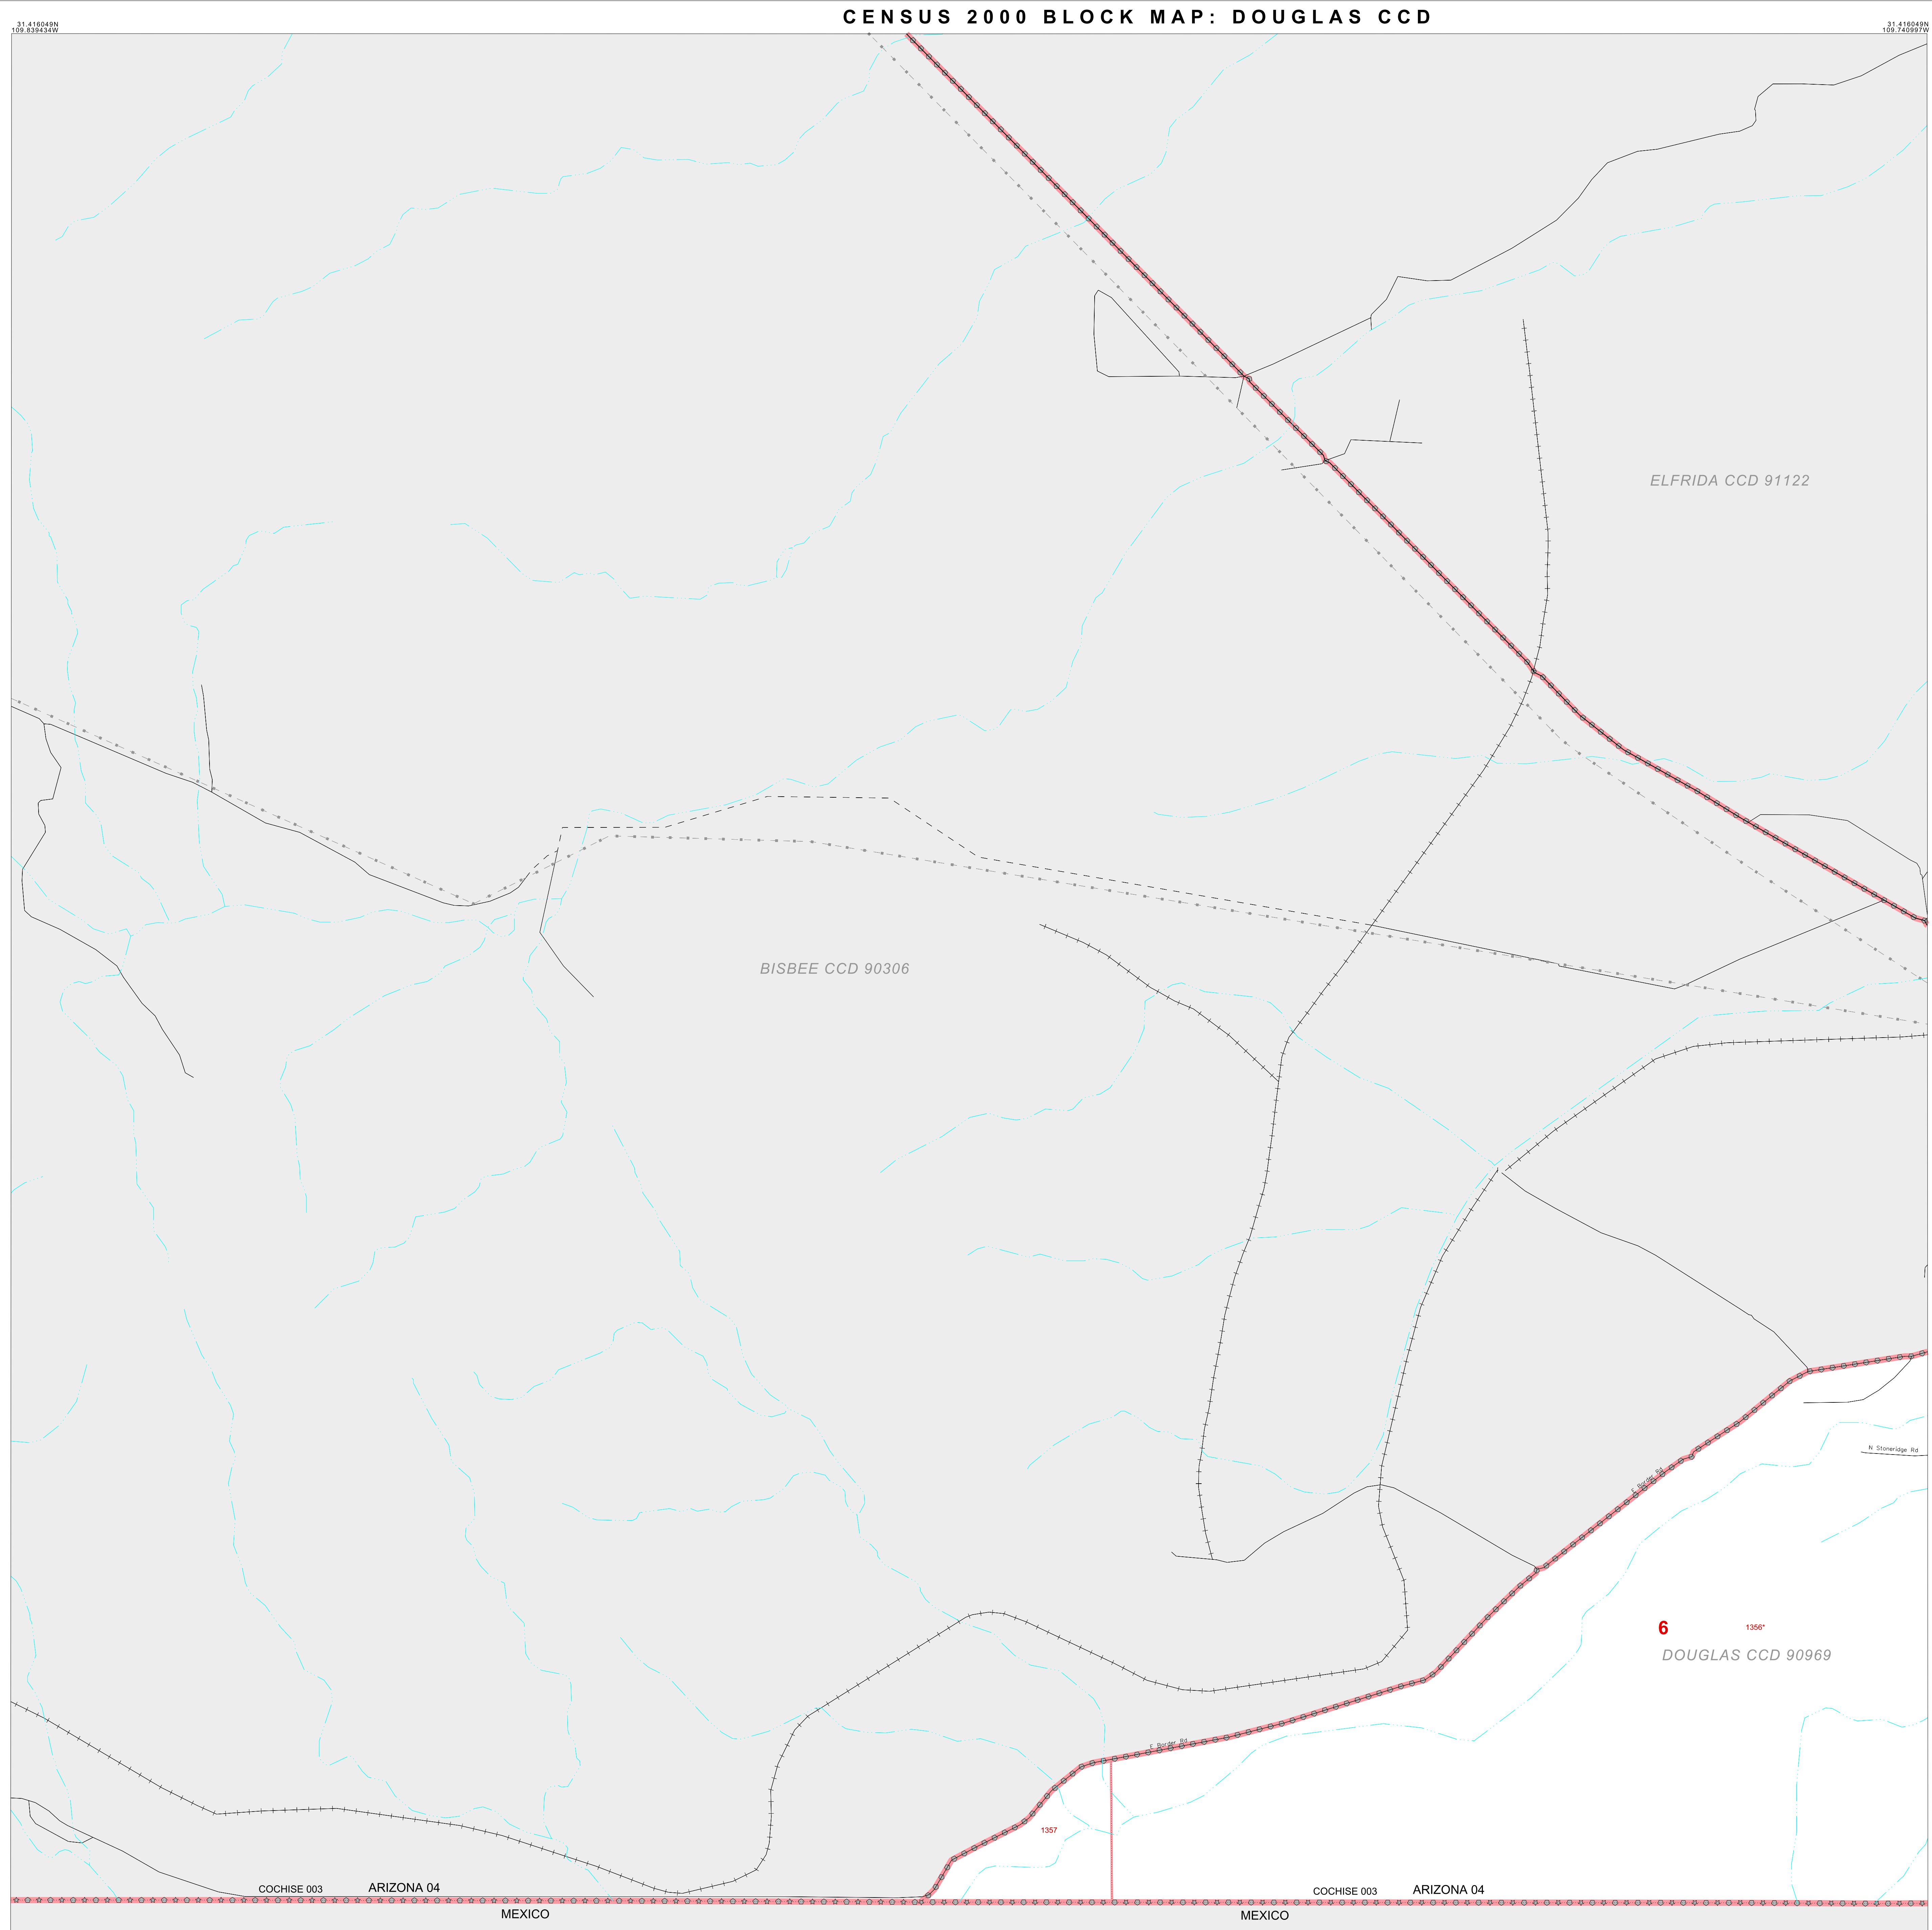 CENSUS 2000 BLOCK MAP: DOUGLAS CCD
31.416049N
109.839434W
31.416049N
109.740997W
ELFRIDA CCD 91122
BISBEE CCD 90306
N Stoneridge Rd
E Border Rd
6
1356*
DOUGLAS CCD 90969
E Border Rd
1357
COCHISE 003
ARIZONA 04
COCHISE 003
ARIZONA 04
MEXICO
MEXICO